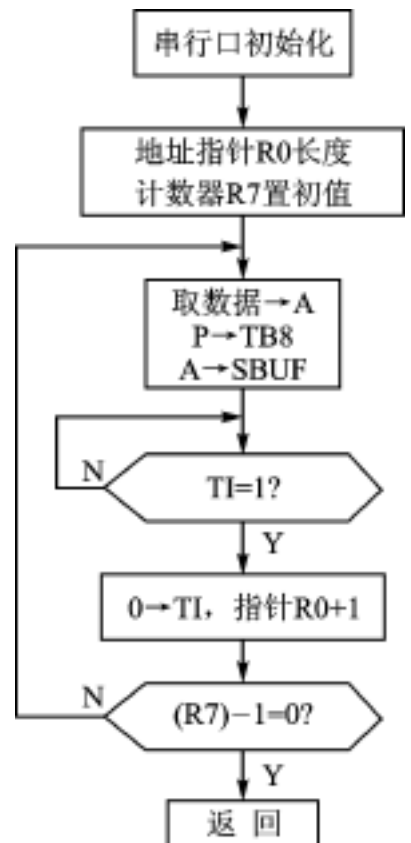 串行口初始化
地址指针R0长度
计数器R7置初值
取数据→A
P→TB8
A→SBUF
N
TI=1?
Y
0→TI，指针R0+1
N
(R7)−1=0?
Y
返 回